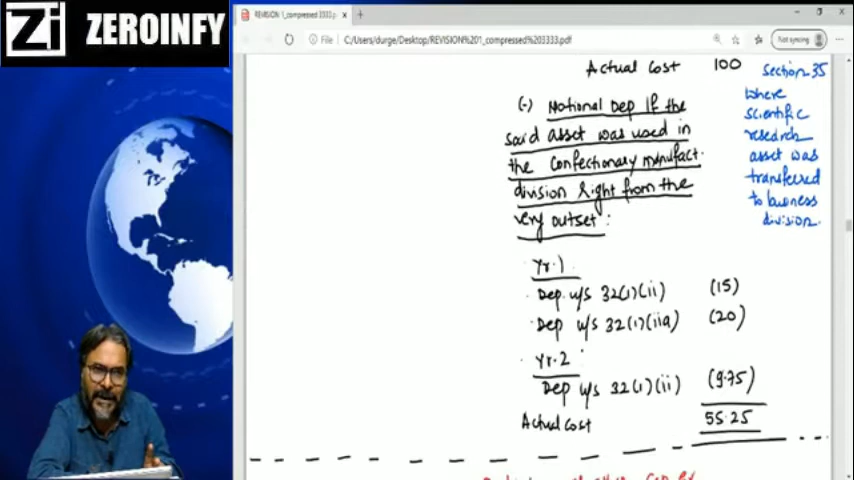 Zi ZEROINFY
REVISION 1_compressed 3333.pdf
File C:/Users/durge/Desktop/REVISION%201_compressed%203333.pdf
Not syncing
Actual Cost 100
(-) Notional Dep If the
said asset was used in
the Confectionary manufact.
division Right from the
very outset:
Yr.1
Dep. u/s 32(1)(ii) (15)
Dep u/s 32(1)(iia) (20)
Yr.2
Dep u/s 32(1)(ii) (9.75)
Actual Cost 55.25
Section-35
where
scientific
research
asset was
transferred
to business
division.